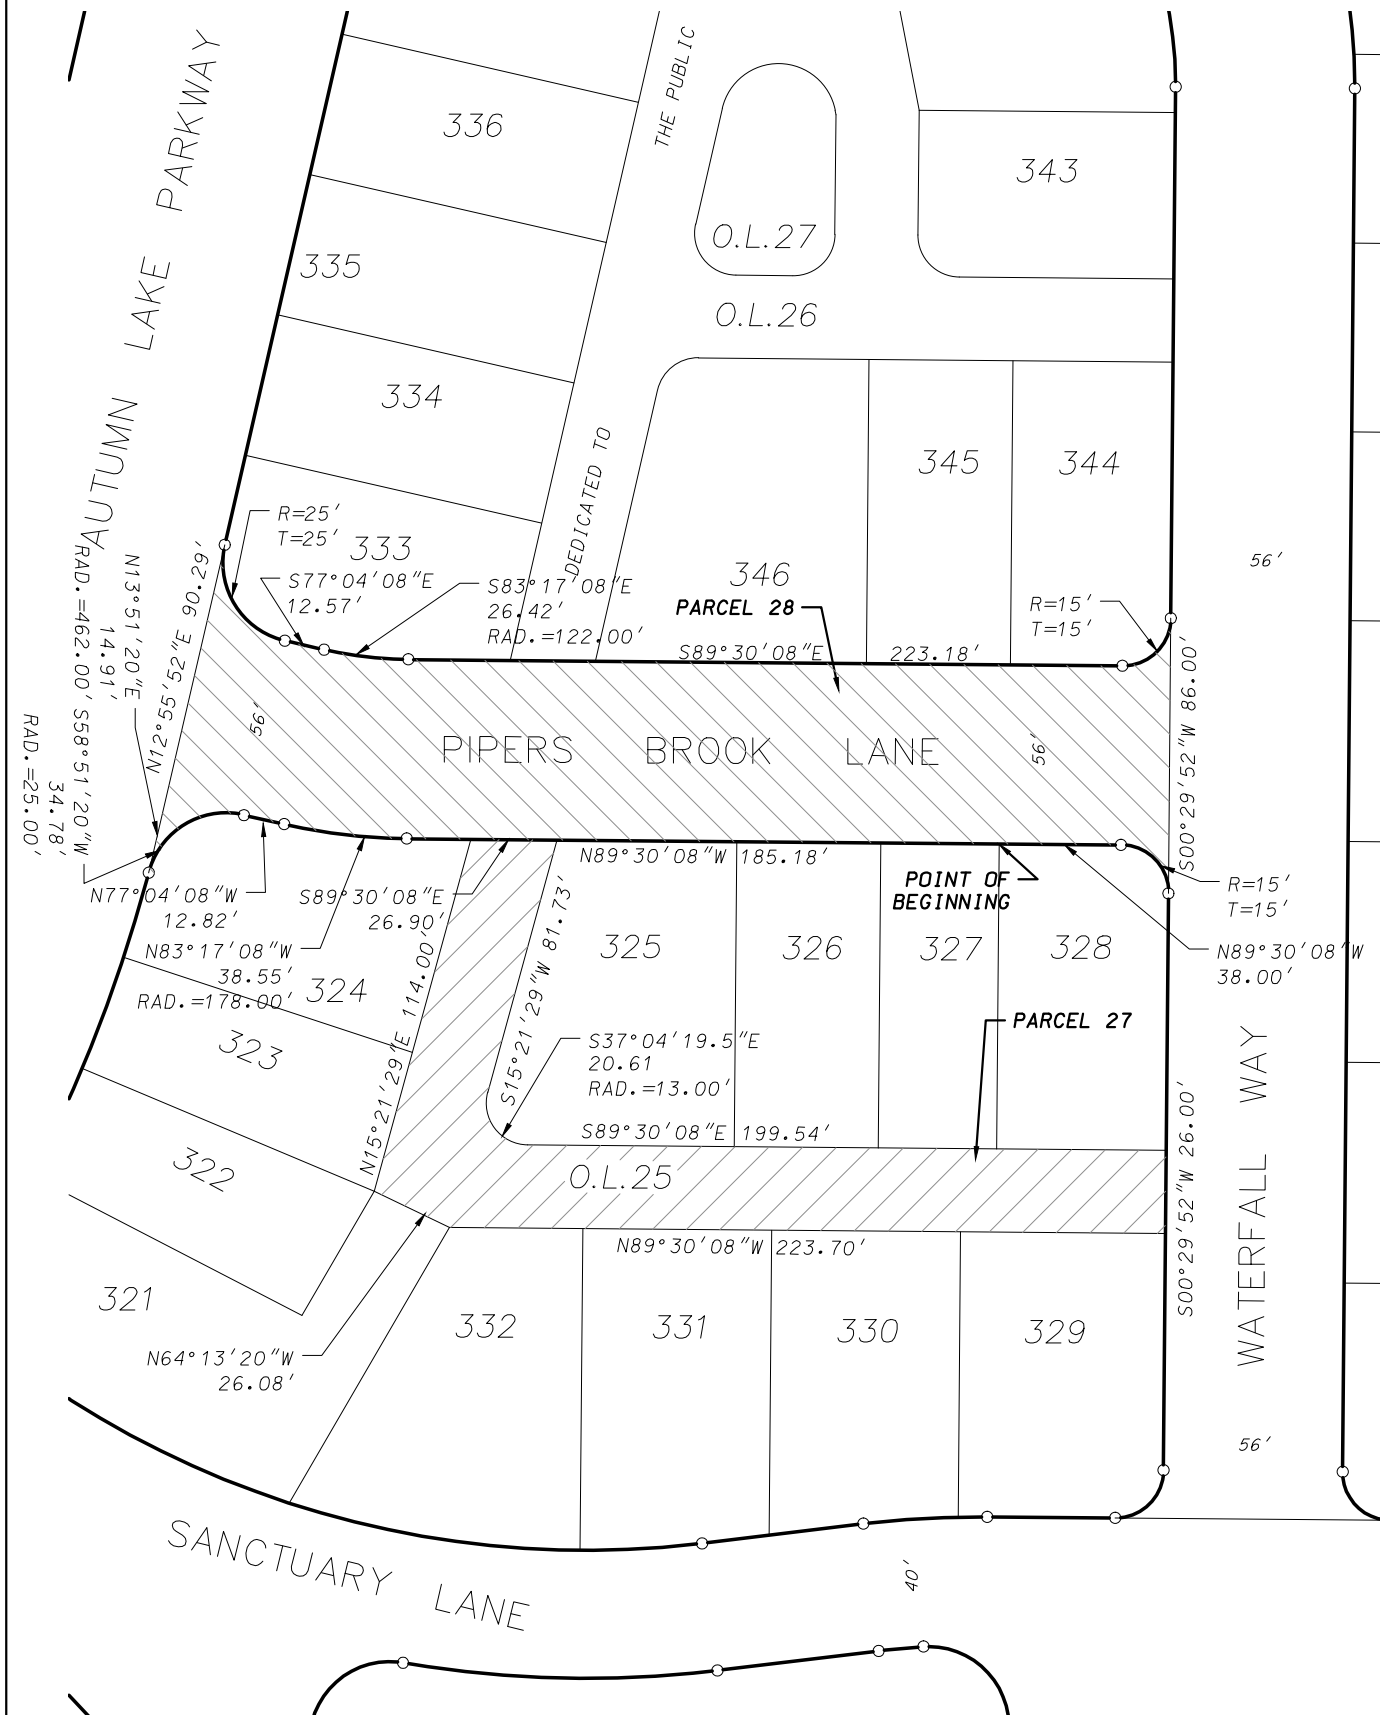 AUTUMN LAKE PARKWAY
336
THE PUBLIC
343
O.L.27
335
O.L.26
334
DEDICATED TO
345
344
R=25'
T=25'
333
S77°04'08"E
12.57'
S83°17'08"E
26.42'
RAD.=122.00'
346
PARCEL 28
S89°30'08"E 223.18'
R=15'
T=15'
56'
N13°51'20"E
14.91'
RAD.=462.00'
N12°55'52"E 90.29'
S58°51'20"W
34.78'
RAD.=25.00'
56'
PIPERS BROOK LANE
56'
S00°29'52"W 86.00'
N77°04'08"W
12.82'
S89°30'08"E
26.90'
N89°30'08"W 185.18'
POINT OF
BEGINNING
R=15'
T=15'
N83°17'08"W
38.55'
RAD.=178.00'
324
325
326
327
328
N89°30'08"W
38.00'
323
N15°21'29"E 114.00'
S15°21'29"W 81.73'
S37°04'19.5"E
20.61
RAD.=13.00'
PARCEL 27
S89°30'08"E 199.54'
322
O.L.25
S00°29'52"W 26.00'
WATERFALL WAY
N89°30'08"W 223.70'
321
332
331
330
329
N64°13'20"W
26.08'
56'
SANCTUARY LANE
40'